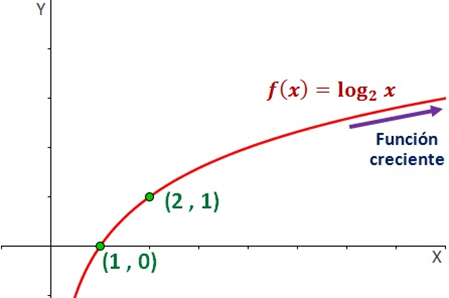 Y
f(x) = log₂ x
Función
creciente
(2 , 1)
X
(1 , 0)